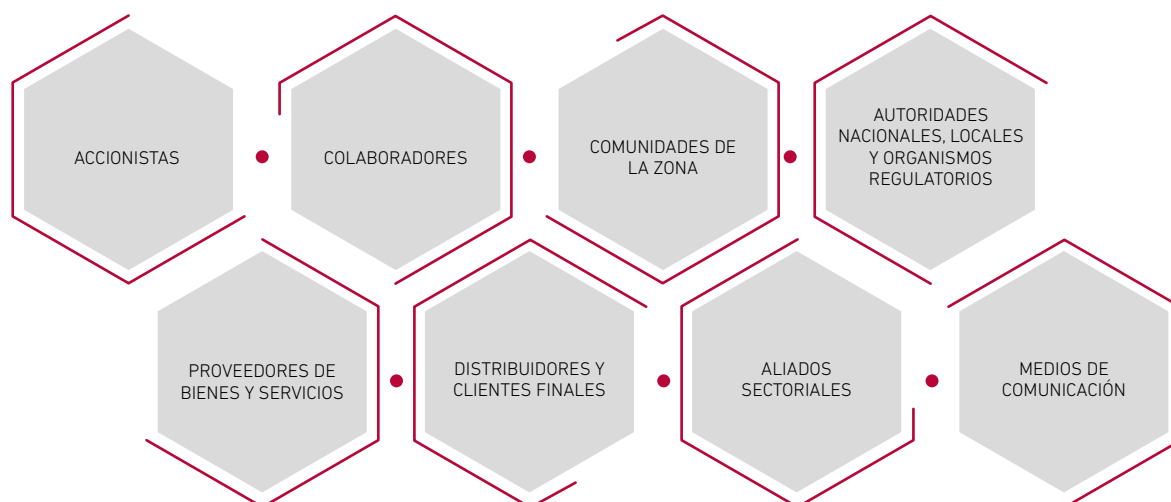 ACCIONISTAS
COLABORADORES
COMUNIDADES DE
LA ZONA
AUTORIDADES
NACIONALES, LOCALES
Y ORGANISMOS
REGULATORIOS
PROVEEDORES DE
BIENES Y SERVICIOS
DISTRIBUIDORES Y
CLIENTES FINALES
ALIADOS
SECTORIALES
MEDIOS DE
COMUNICACIÓN